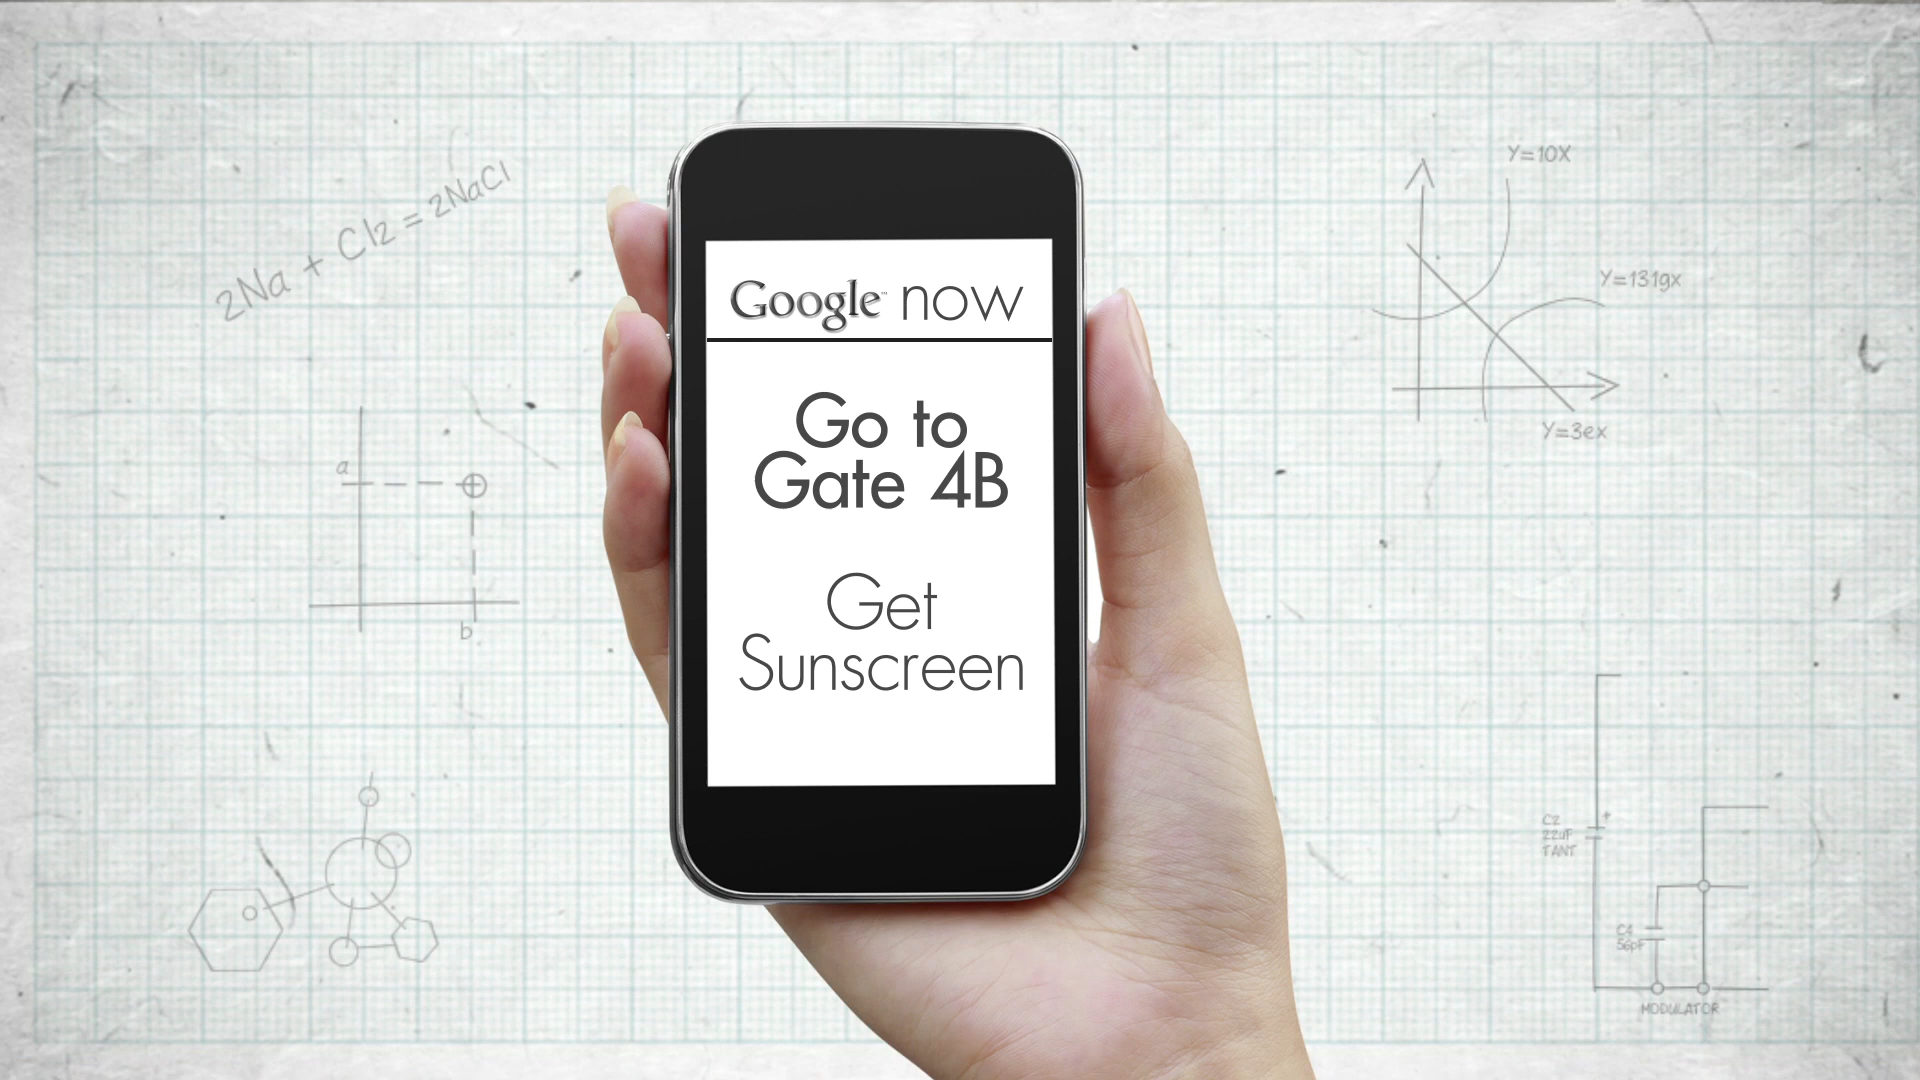 2Na + Cl2 = 2NaCl
Google™ now
Go to
Gate 4B
Get
Sunscreen
a
b
Y=10X
Y=131gx
Y=3ex
C2
22uF
TANT
+
C4
56pF
MODULATOR